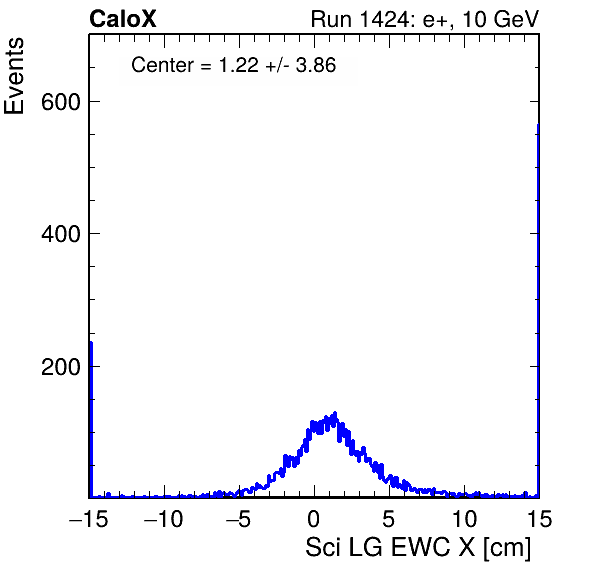 CaloX Run 1424: e+, 10 GeV
Events
Center = 1.22 +/- 3.86
600
400
200
−15 −10 −5 0 5 10 15
Sci LG EWC X [cm]